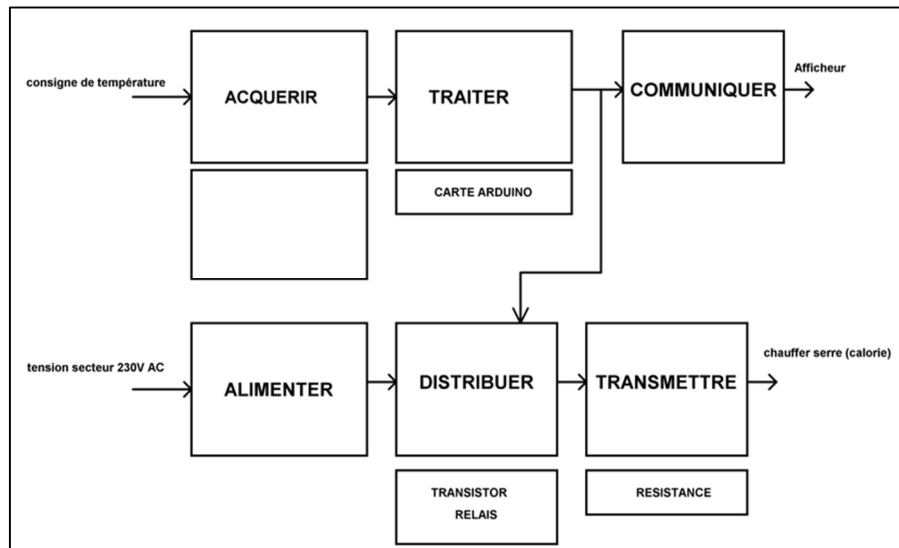 consigne de température
ACQUERIR
TRAITER
COMMUNIQUER
Afficheur
CARTE ARDUINO
tension secteur 230V AC
ALIMENTER
DISTRIBUER
TRANSMETTRE
chauffer serre (calorie)
TRANSISTOR
RELAIS
RESISTANCE